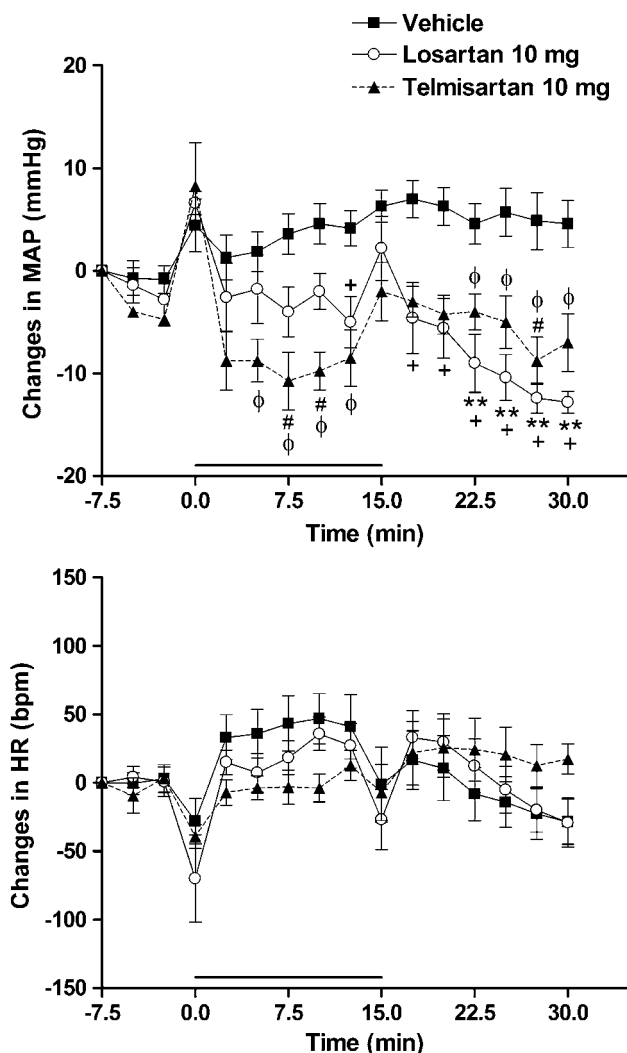 Vehicle
Losartan 10 mg
Telmisartan 10 mg
Changes in MAP (mmHg)
20
10
0
-10
-20
+
ϕ ϕ ϕ ϕ
#
ϕ # # ϕ
ϕ ϕ
+ + ** ** ** **
+ + + +
-7.5 0.0 7.5 15.0 22.5 30.0
Time (min)
Changes in HR (bpm)
150
100
50
0
-50
-100
-150
-7.5 0.0 7.5 15.0 22.5 30.0
Time (min)